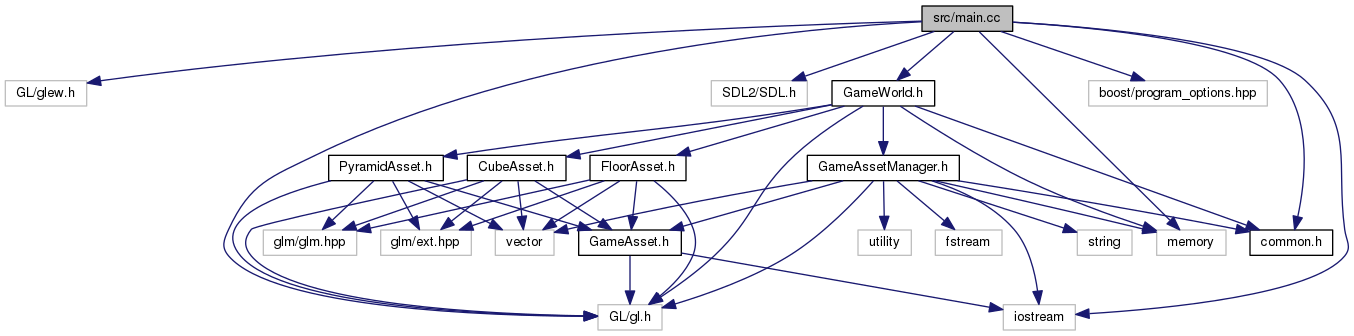 src/main.cc
GL/glew.h
SDL2/SDL.h
GameWorld.h
boost/program_options.hpp
PyramidAsset.h
CubeAsset.h
FloorAsset.h
GameAssetManager.h
glm/glm.hpp
glm/ext.hpp
vector
GameAsset.h
utility
fstream
string
memory
common.h
GL/gl.h
iostream